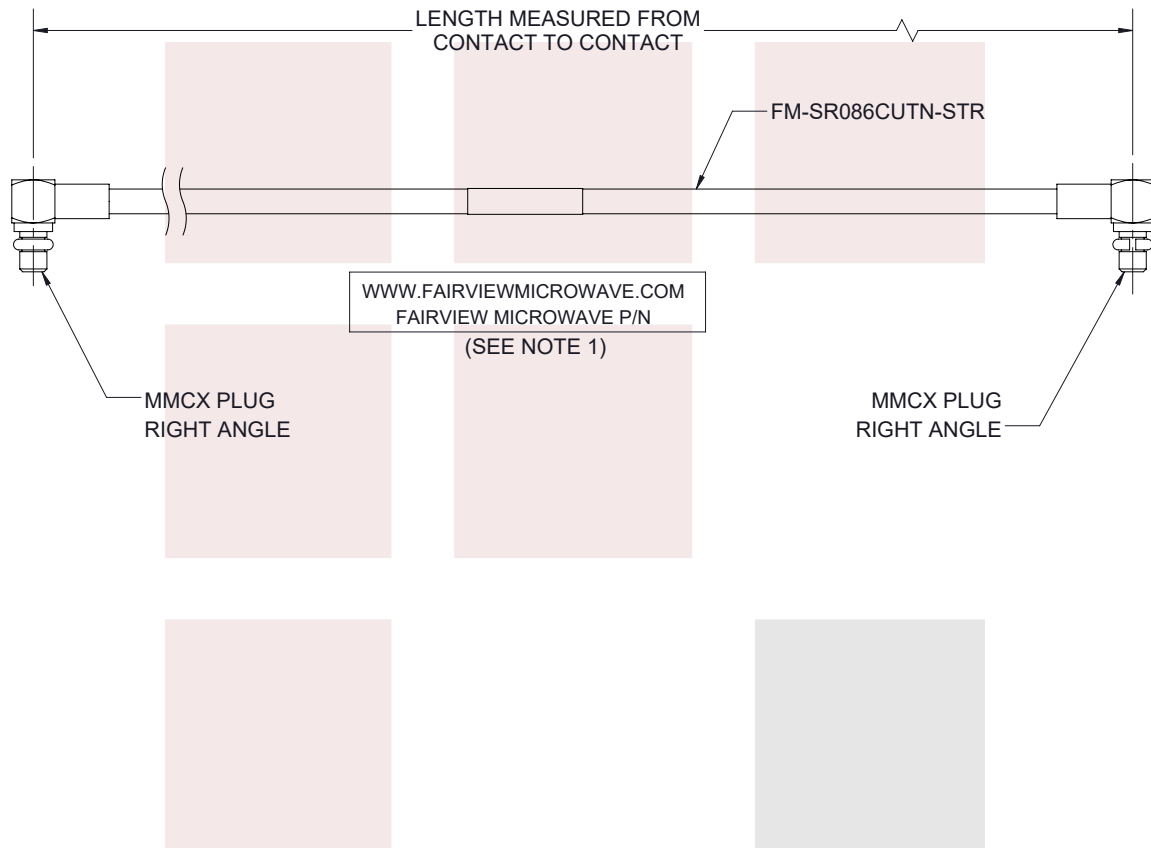 LENGTH MEASURED FROM
CONTACT TO CONTACT
FM-SR086CUTN-STR
WWW.FAIRVIEWMICROWAVE.COM
FAIRVIEW MICROWAVE P/N
(SEE NOTE 1)
MMCX PLUG
RIGHT ANGLE
MMCX PLUG
RIGHT ANGLE